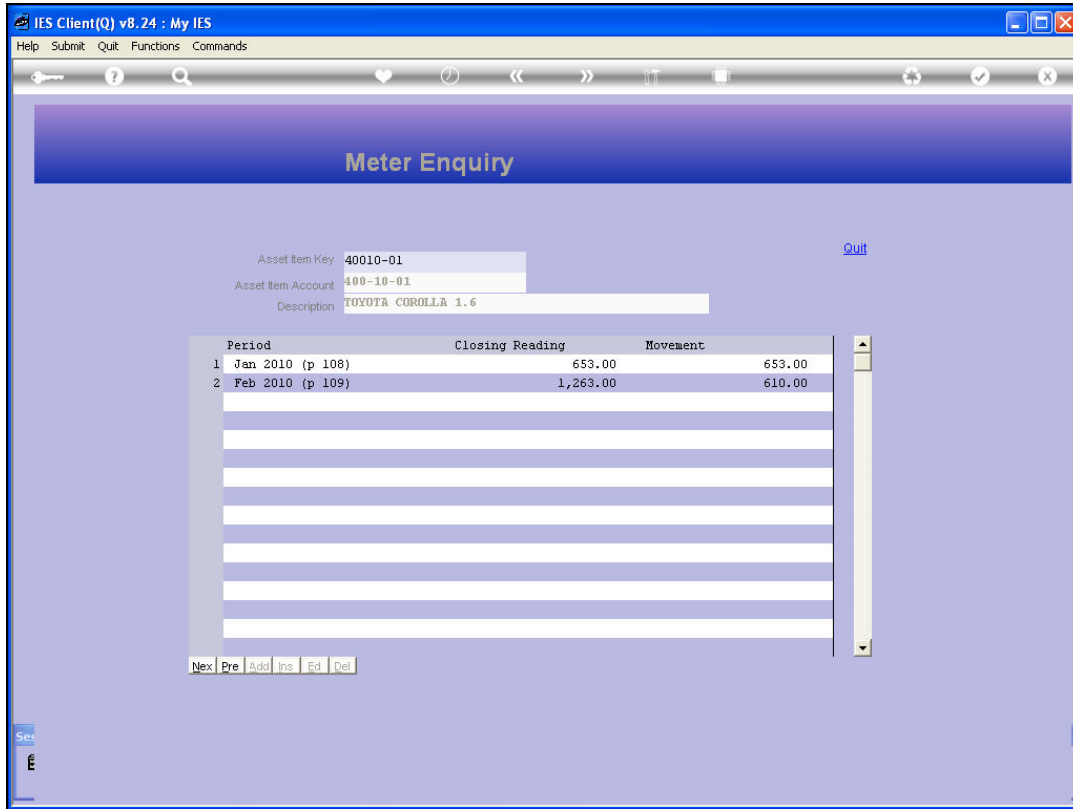 IES Client(Q) v8.24 : My IES
Help Submit Quit Functions Commands
Meter Enquiry
Quit
Asset Item Key 40010-01
Asset Item Account 400-10-01
Description TOYOTA COROLLA 1.6
Period Closing Reading Movement
1 Jan 2010 (p 108) 653.00 653.00
2 Feb 2010 (p 109) 1,263.00 610.00
Nex Pre Add Ins Ed Del